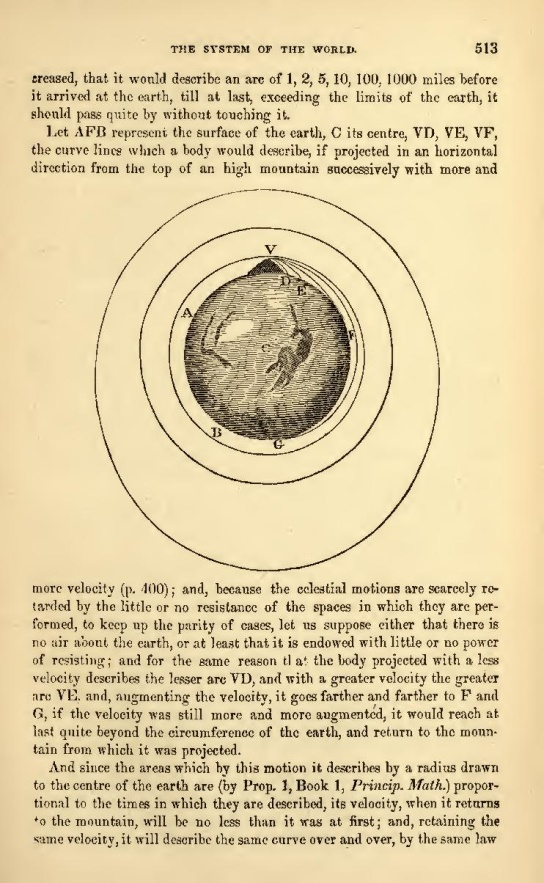 THE SYSTEM OF THE WORLD. 513
creased, that it would describe an arc of 1, 2, 5, 10, 100, 1000 miles before
it arrived at the earth, till at last, exceeding the limits of the earth, it
should pass quite by without touching it.
Let AFB represent the surface of the earth, C its centre, VD, VE, VF,
the curve lines which a body would describe, if projected in an horizontal
direction from the top of an high mountain successively with more and
V
D
E
A
F
C
B
G
more velocity (p. 400); and, because the celestial motions are scarcely re-
tarded by the little or no resistance of the spaces in which they are per-
formed, to keep up the parity of cases, let us suppose either that there is
no air about the earth, or at least that it is endowed with little or no power
of resisting; and for the same reason tl at the body projected with a less
velocity describes the lesser arc VD, and with a greater velocity the greater
arc VE. and, augmenting the velocity, it goes farther and farther to F and
G, if the velocity was still more and more augmented, it would reach at
last quite beyond the circumference of the earth, and return to the moun-
tain from which it was projected.
And since the areas which by this motion it describes by a radius drawn
to the centre of the earth are (by Prop. 1, Book 1, Princip. Math.) propor-
tional to the times in which they are described, its velocity, when it returns
to the mountain, will be no less than it was at first; and, retaining the
same velocity, it will describe the same curve over and over, by the same law